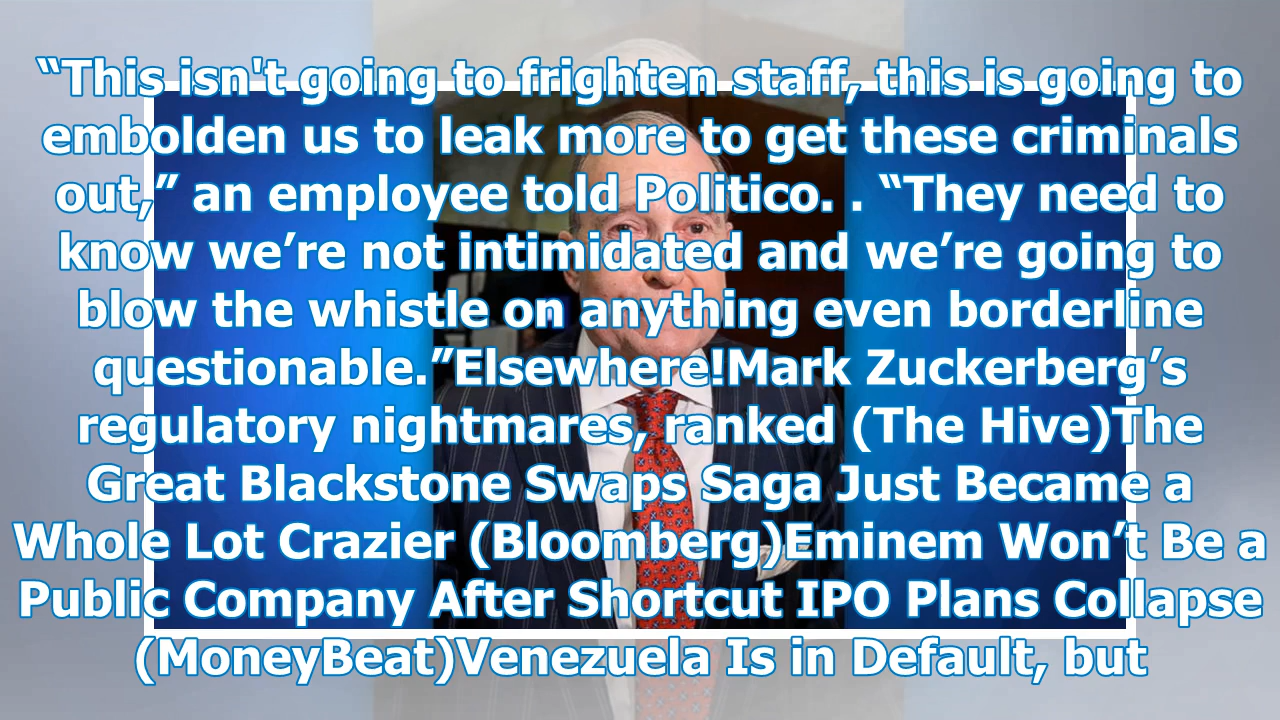 “This isn't going to frighten staff, this is going to
embolden us to leak more to get these criminals
out,” an employee told Politico. . “They need to
know we’re not intimidated and we’re going to
blow the whistle on anything even borderline
questionable.”Elsewhere!Mark Zuckerberg’s
regulatory nightmares, ranked (The Hive)The
Great Blackstone Swaps Saga Just Became a
Whole Lot Crazier (Bloomberg)Eminem Won’t Be a
Public Company After Shortcut IPO Plans Collapse
(MoneyBeat)Venezuela Is in Default, but